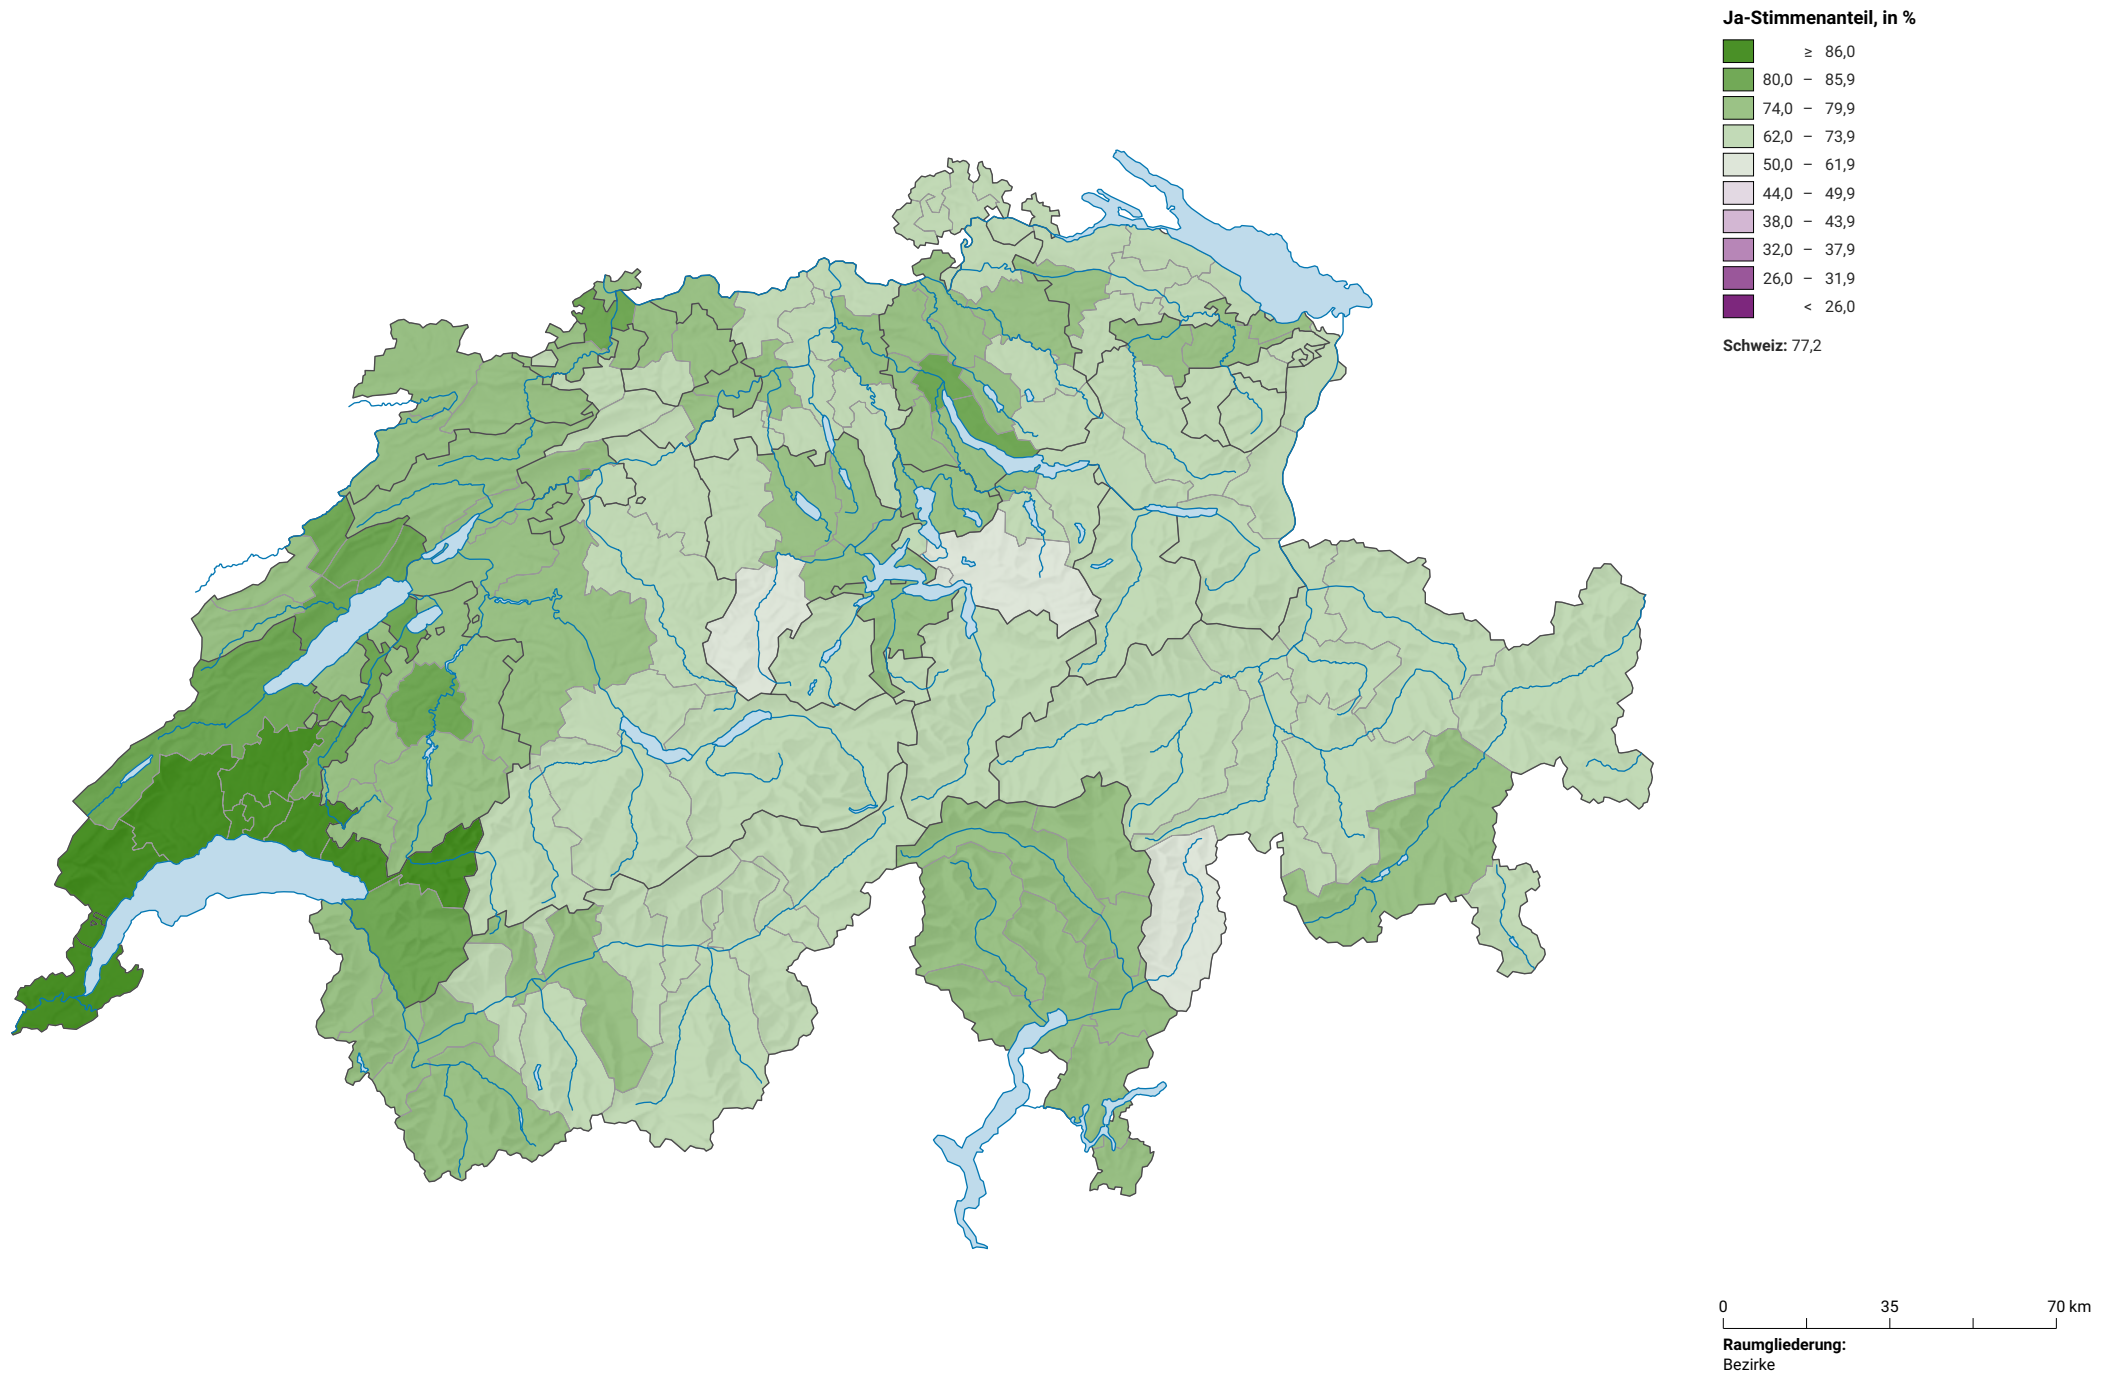 Ja-Stimmenanteil, in %
≥ 86,0
80,0 – 85,9
74,0 – 79,9
62,0 – 73,9
50,0 – 61,9
44,0 – 49,9
38,0 – 43,9
32,0 – 37,9
26,0 – 31,9
< 26,0
Schweiz: 77,2
0 35 70 km
Raumgliederung:
Bezirke